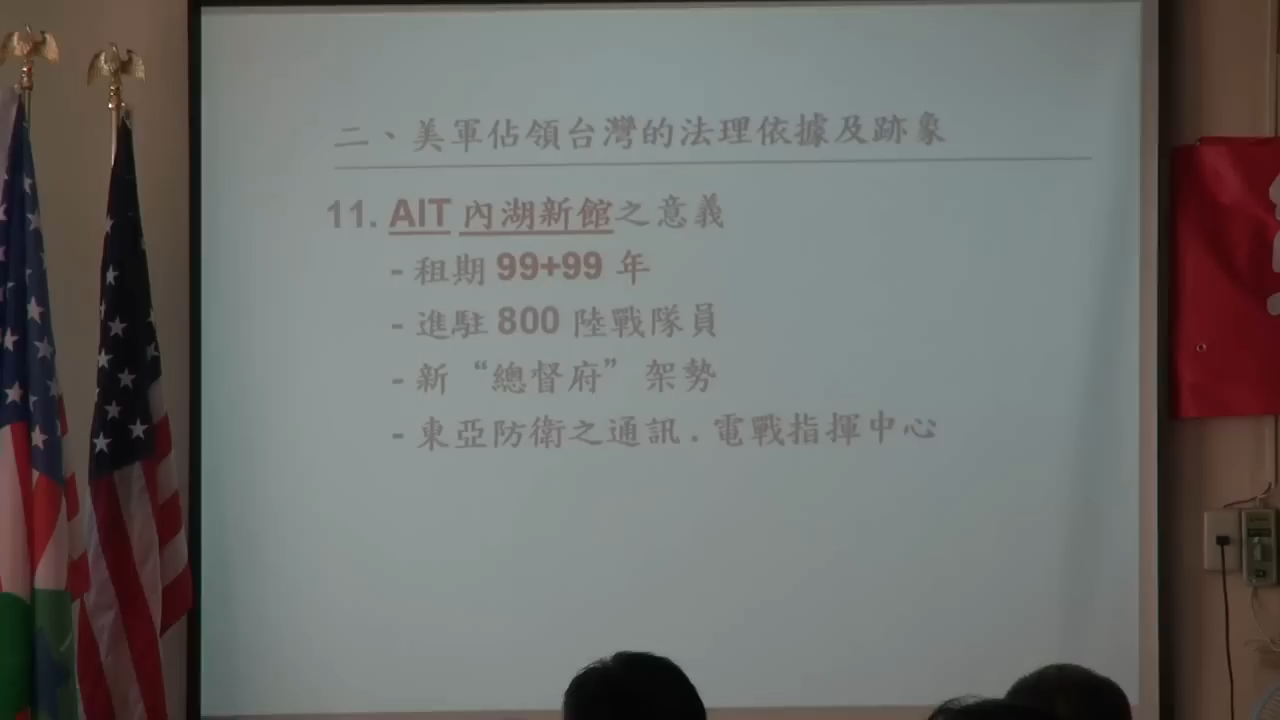 二、美軍佔領台灣的法理依據及跡象
11. AIT 內湖新館之意義
- 租期 99+99 年
- 進駐 800 陸戰隊員
- 新“總督府”架勢
- 東亞防衛之通訊.電戰指揮中心